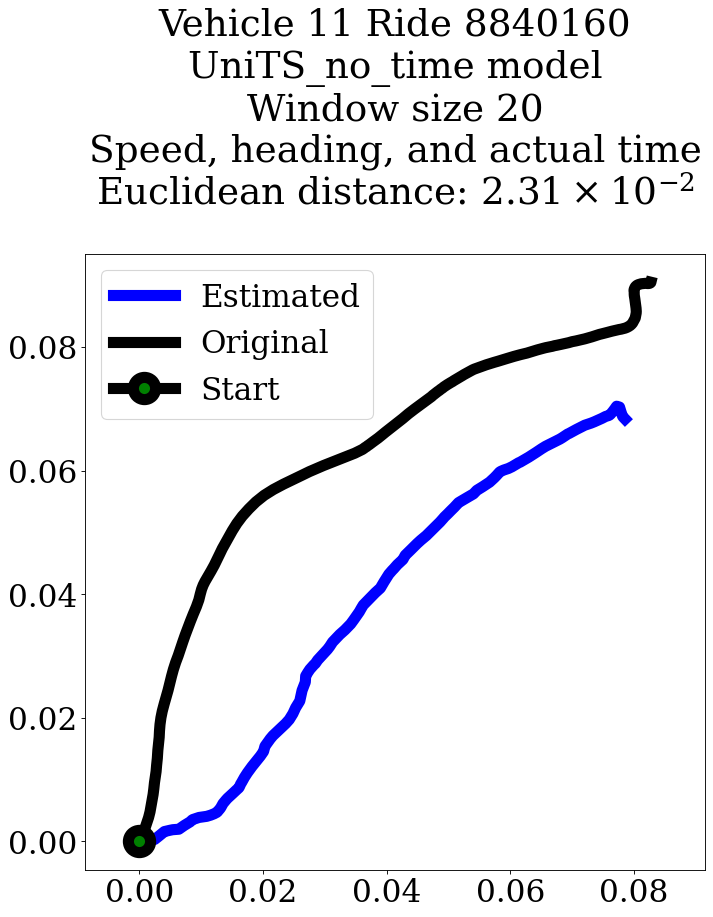 Vehicle 11 Ride 8840160
UniTS_no_time model
Window size 20
Speed, heading, and actual time
Euclidean distance: 2.31 × 10⁻²
Estimated
Original
Start
0.08
0.06
0.04
0.02
0.00
0.00 0.02 0.04 0.06 0.08